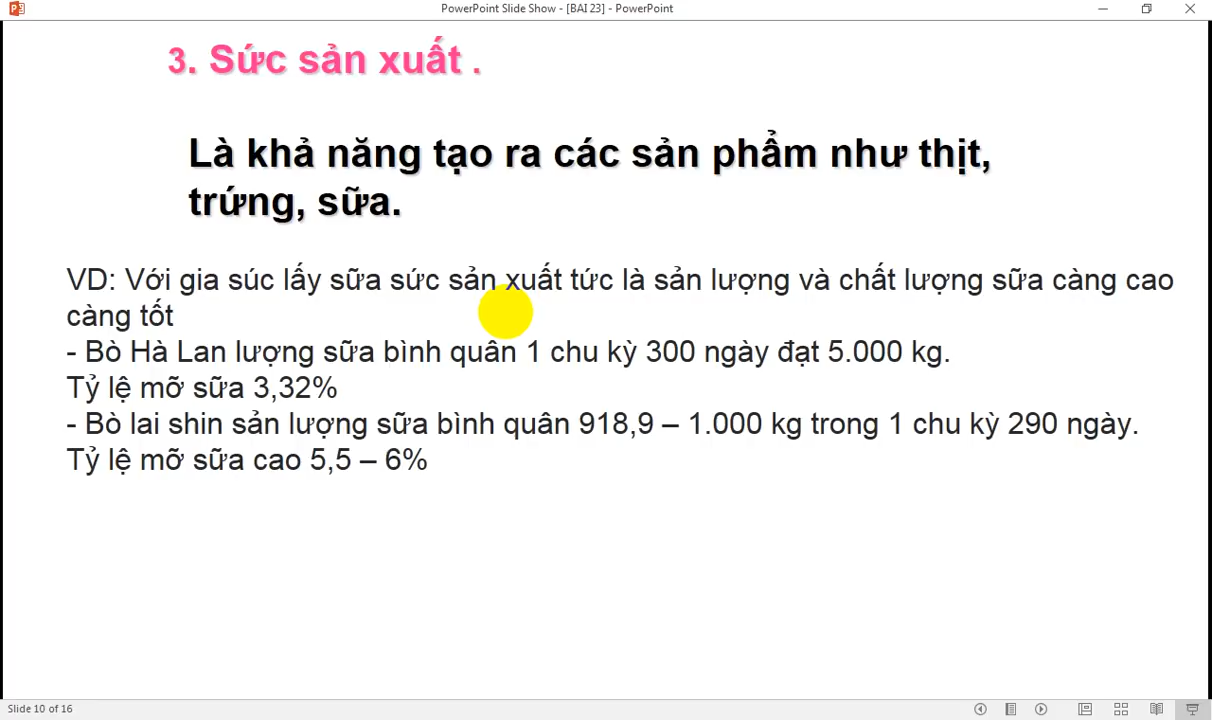 PowerPoint Slide Show - [BAI 23] - PowerPoint
3. Sức sản xuất .
Là khả năng tạo ra các sản phẩm như thịt,
trứng, sữa.
VD: Với gia súc lấy sữa sức sản xuất tức là sản lượng và chất lượng sữa càng cao
càng tốt
- Bò Hà Lan lượng sữa bình quân 1 chu kỳ 300 ngày đạt 5.000 kg.
Tỷ lệ mỡ sữa 3,32%
- Bò lai shin sản lượng sữa bình quân 918,9 – 1.000 kg trong 1 chu kỳ 290 ngày.
Tỷ lệ mỡ sữa cao 5,5 – 6%
Slide 10 of 16